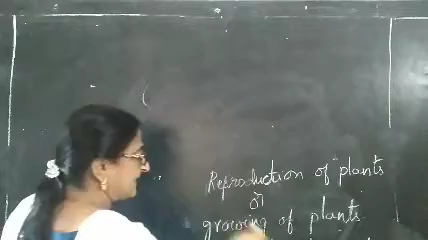 Reproduction of plants
or
growing of plants